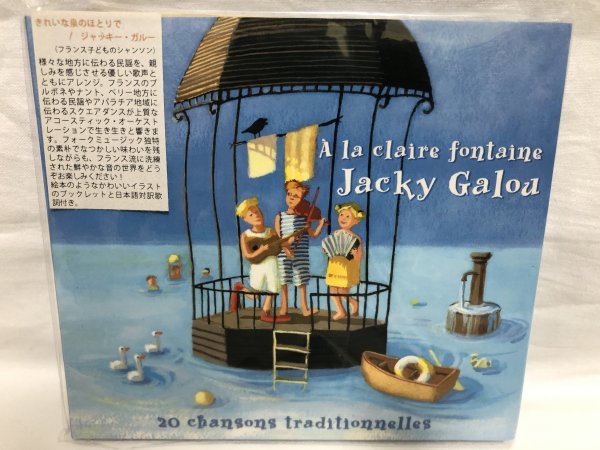 きれいな泉のほとりで
/ ジャッキー・ガルー
(フランス子どものシャンソン)
様々な地方に伝わる民謡を、親
しみを感じさせる優しい歌声と
ともにアレンジ。フランスのブ
ルボネやナント、ベリー地方に
伝わる民謡やアパラチア地域に
伝わるスクエアダンスが上質な
アコースティック・オーケスト
レーションで生き生きと響きま
す。フォークミュージック独特
の素朴でなつかしい味わいを残
しながらも、フランス流に洗練
された鮮やかな音の世界をどう
ぞお楽しみください!
絵本のようなかわいいイラスト
のブックレットと日本語対訳歌
詞付き。
À la claire fontaine
Jacky Galou
20 chansons traditionnelles